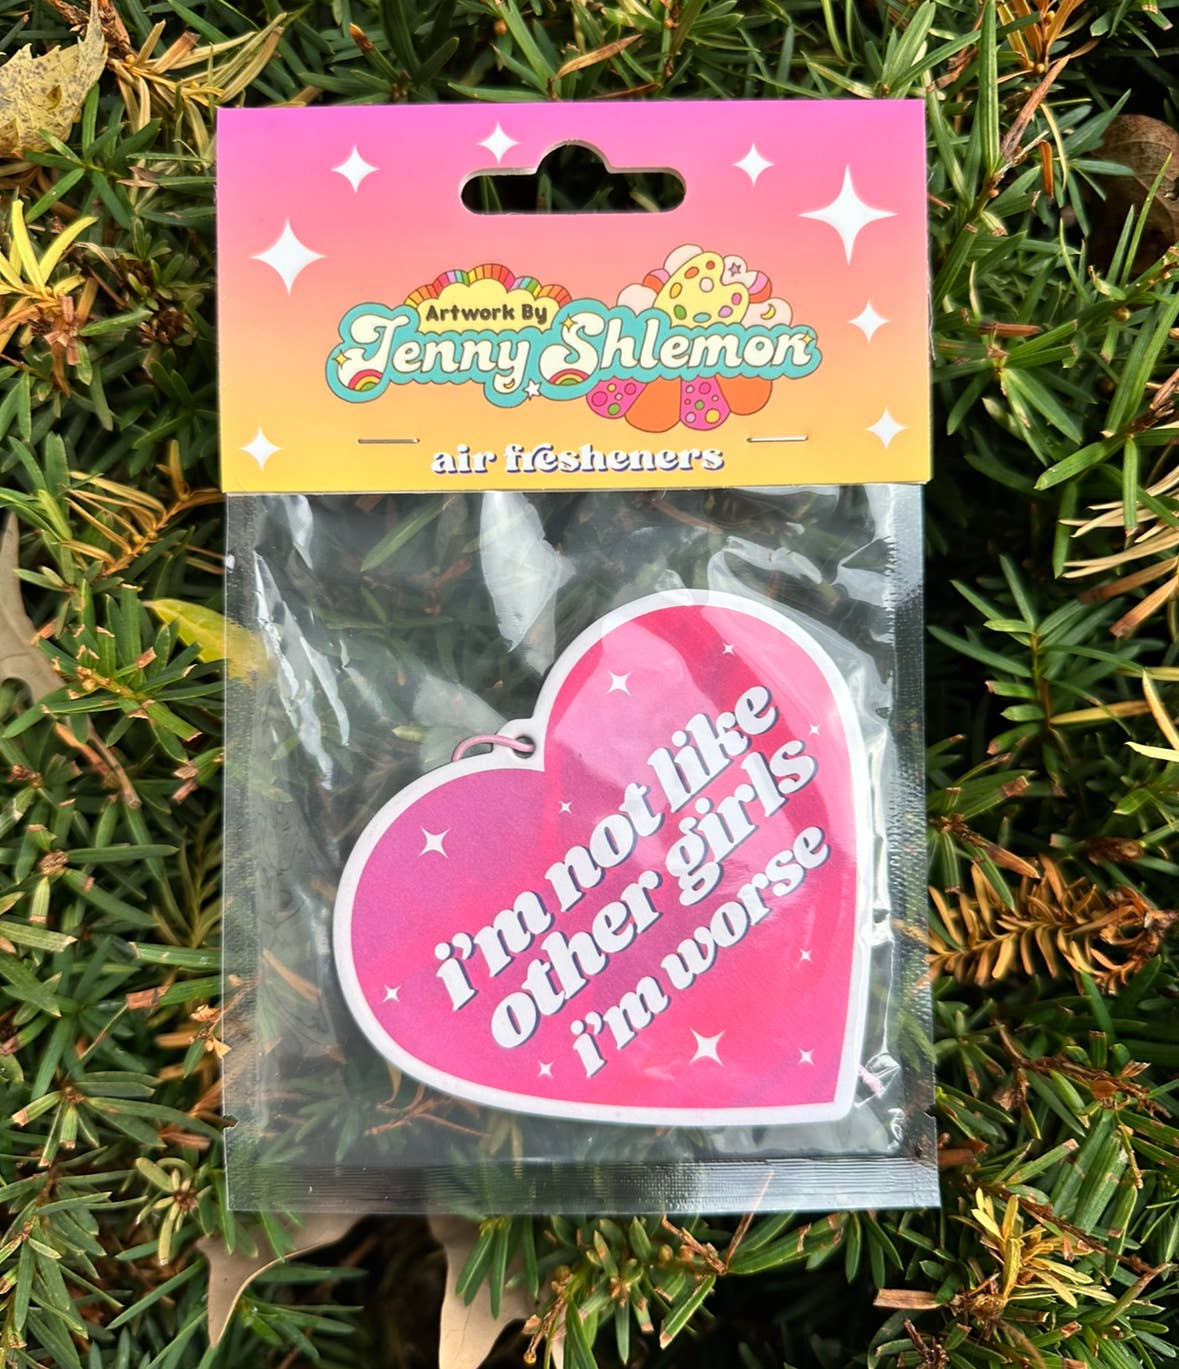 Artwork By
Jenny Shlemon
air fresheners
i'm not like
other girls
i'm worse